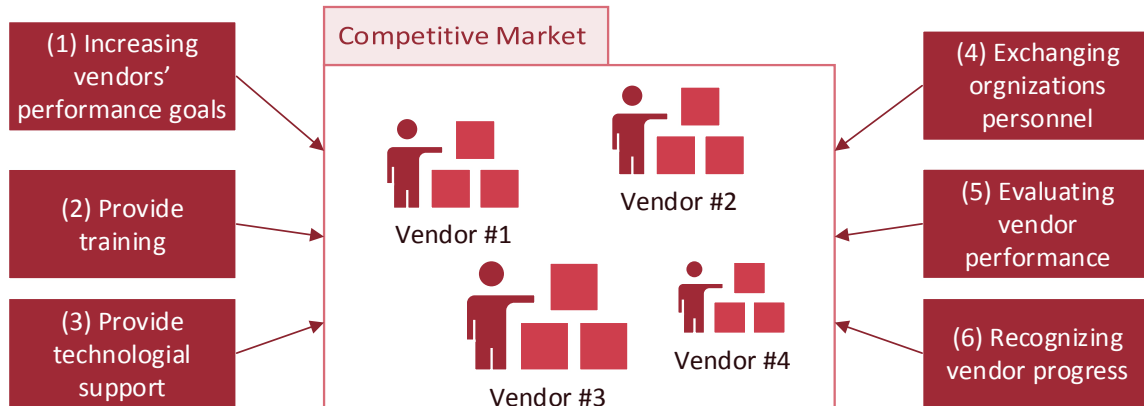 (1) Increasing
vendors’
performance goals
(2) Provide
training
(3) Provide
technologial
support
Competitive Market
Vendor #1
Vendor #2
Vendor #3
Vendor #4
(4) Exchanging
orgnizations
personnel
(5) Evaluating
vendor
performance
(6) Recognizing
vendor progress